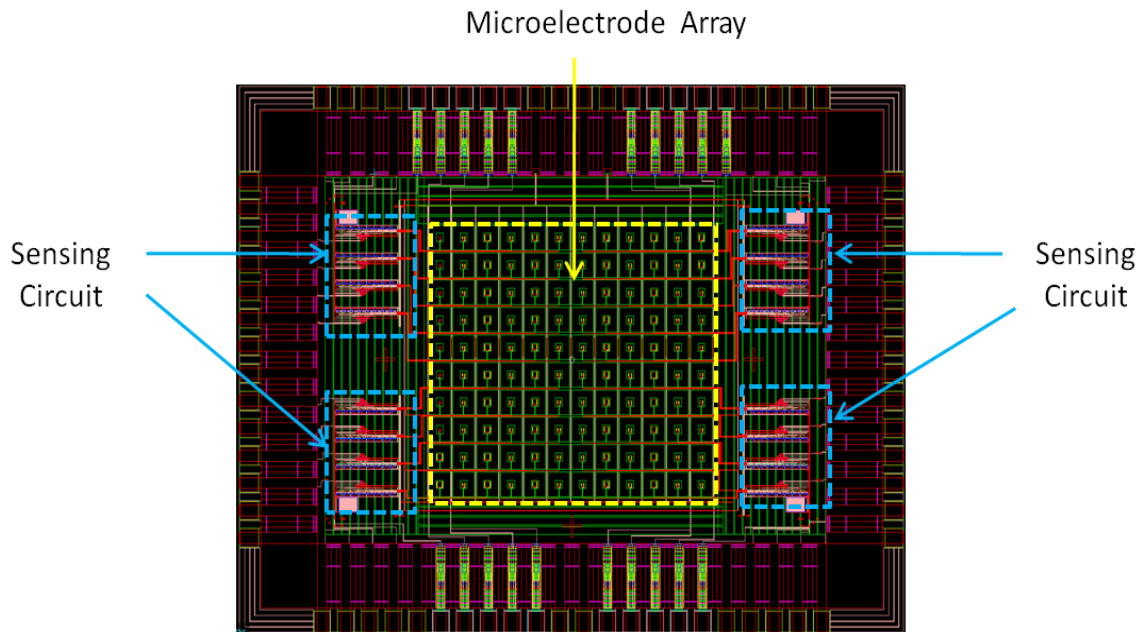 Microelectrode Array
Sensing
Circuit
Sensing
Circuit